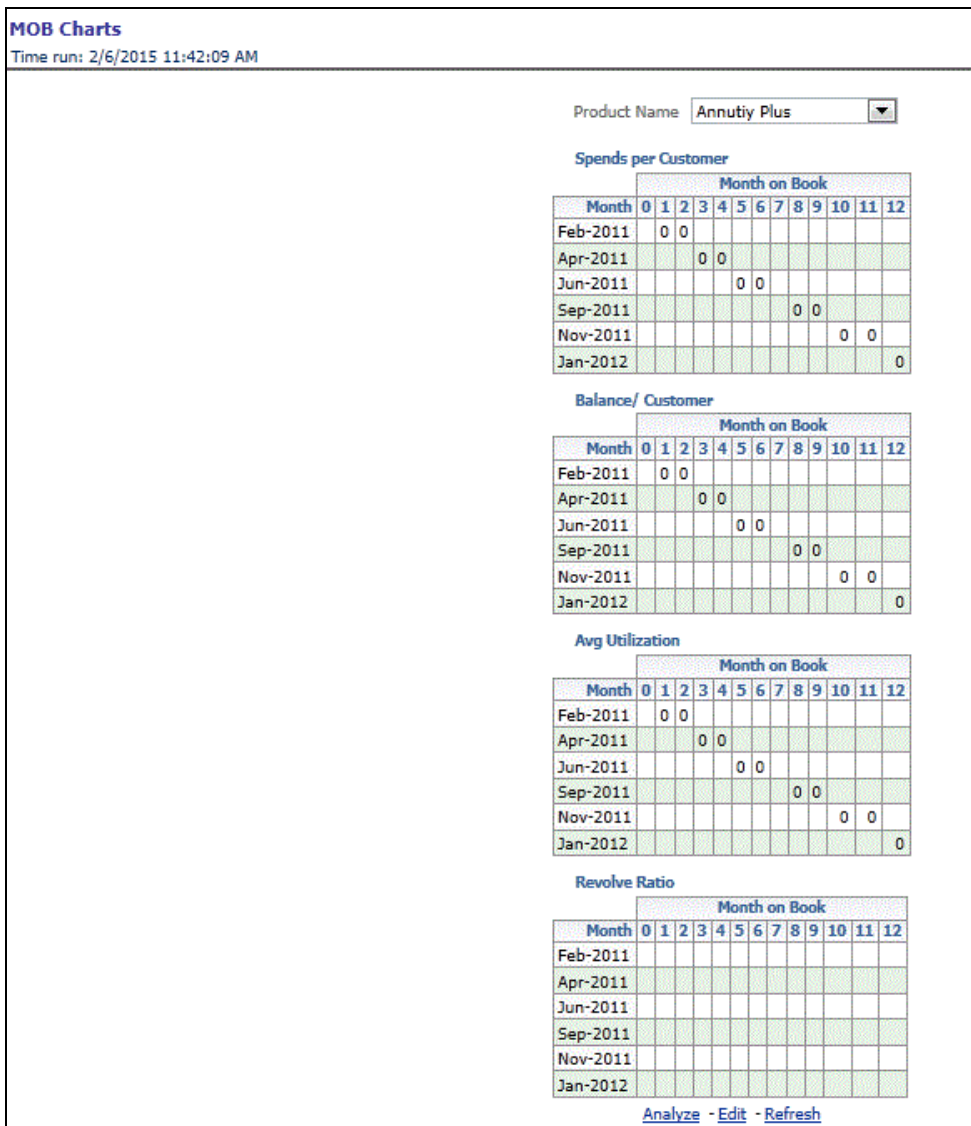 MOB Charts
Time run: 2/6/2015 11:42:09 AM
Product Name Annutiy Plus
Spends per Customer
Month on Book
Month 0 1 2 3 4 5 6 7 8 9 10 11 12
Feb-2011 0 0
Apr-2011 0 0
Jun-2011 0 0
Sep-2011 0 0
Nov-2011 0 0
Jan-2012 0
Balance/ Customer
Month on Book
Month 0 1 2 3 4 5 6 7 8 9 10 11 12
Feb-2011 0 0
Apr-2011 0 0
Jun-2011 0 0
Sep-2011 0 0
Nov-2011 0 0
Jan-2012 0
Avg Utilization
Month on Book
Month 0 1 2 3 4 5 6 7 8 9 10 11 12
Feb-2011 0 0
Apr-2011 0 0
Jun-2011 0 0
Sep-2011 0 0
Nov-2011 0 0
Jan-2012 0
Revolve Ratio
Month on Book
Month 0 1 2 3 4 5 6 7 8 9 10 11 12
Feb-2011
Apr-2011
Jun-2011
Sep-2011
Nov-2011
Jan-2012
Analyze - Edit - Refresh